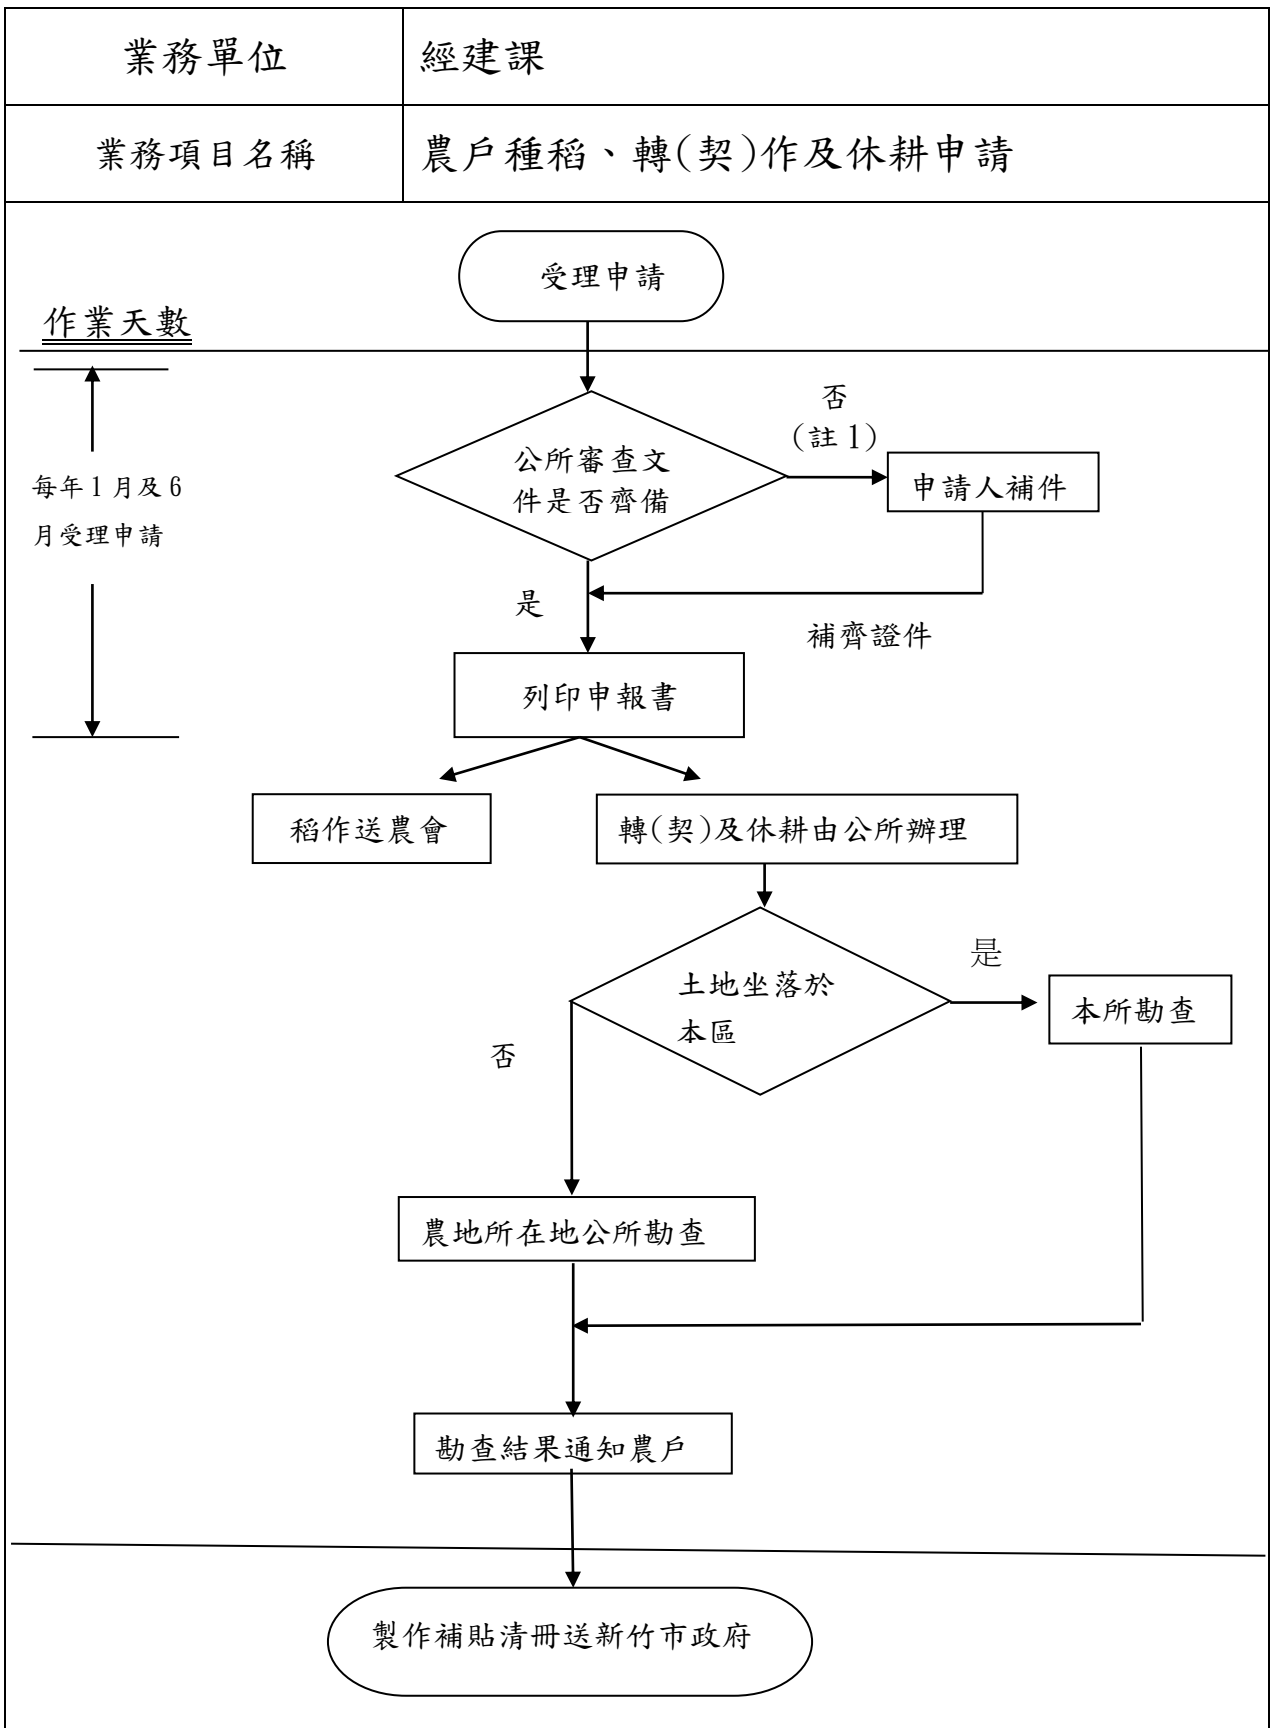 業務單位
經建課
業務項目名稱
農戶種稻、轉(契)作及休耕申請
受理申請
作業天數
否
(註1)
公所審查文
件是否齊備
申請人補件
每年1月及6
月受理申請
是
補齊證件
列印申報書
稻作送農會
轉(契)及休耕由公所辦理
是
土地坐落於
本區
本所勘查
否
農地所在地公所勘查
勘查結果通知農戶
製作補貼清冊送新竹市政府